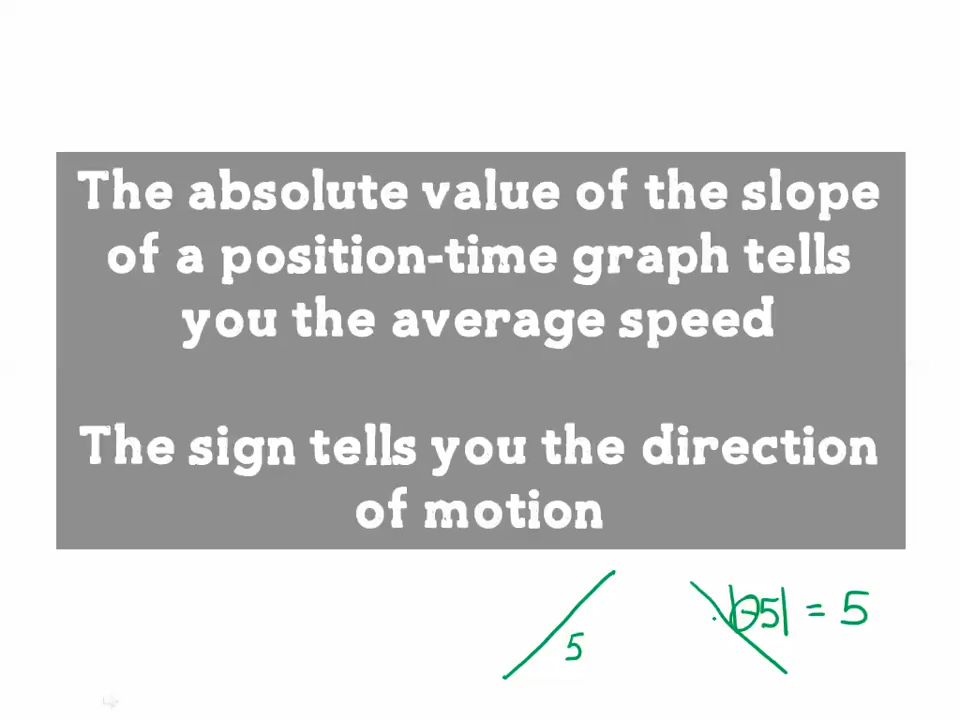 The absolute value of the slope
of a position-time graph tells
you the average speed
The sign tells you the direction
of motion
5
|-5| = 5